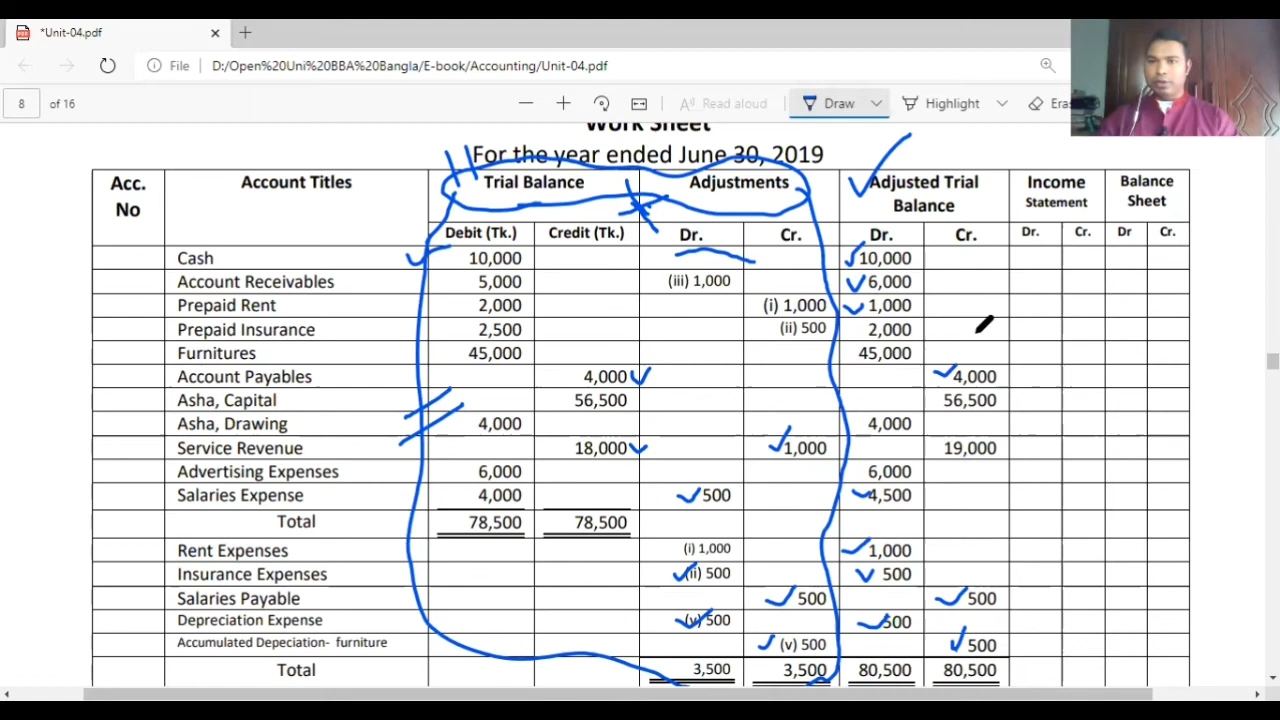 *Unit-04.pdf
File D:/Open%20Uni%20BBA%20Bangla/E-book/Accounting/Unit-04.pdf
8 of 16 Read aloud Draw Highlight
Work Sheet
For the year ended June 30, 2019
Acc. No Account Titles Trial Balance Adjustments Adjusted Trial Balance Income Statement Balance Sheet
Debit (Tk.) Credit (Tk.) Dr. Cr. Dr. Cr. Dr. Cr. Dr Cr.
Cash 10,000 10,000
Account Receivables 5,000 (iii) 1,000 6,000
Prepaid Rent 2,000 (i) 1,000 1,000
Prepaid Insurance 2,500 (ii) 500 2,000
Furnitures 45,000 45,000
Account Payables 4,000 4,000
Asha, Capital 56,500 56,500
Asha, Drawing 4,000 4,000
Service Revenue 18,000 1,000 19,000
Advertising Expenses 6,000 6,000
Salaries Expense 4,000 500 4,500
Total 78,500 78,500
Rent Expenses (i) 1,000 1,000
Insurance Expenses (ii) 500 500
Salaries Payable 500 500
Depreciation Expense (v) 500 500
Accumulated Depeciation- furniture (v) 500 500
Total 3,500 3,500 80,500 80,500